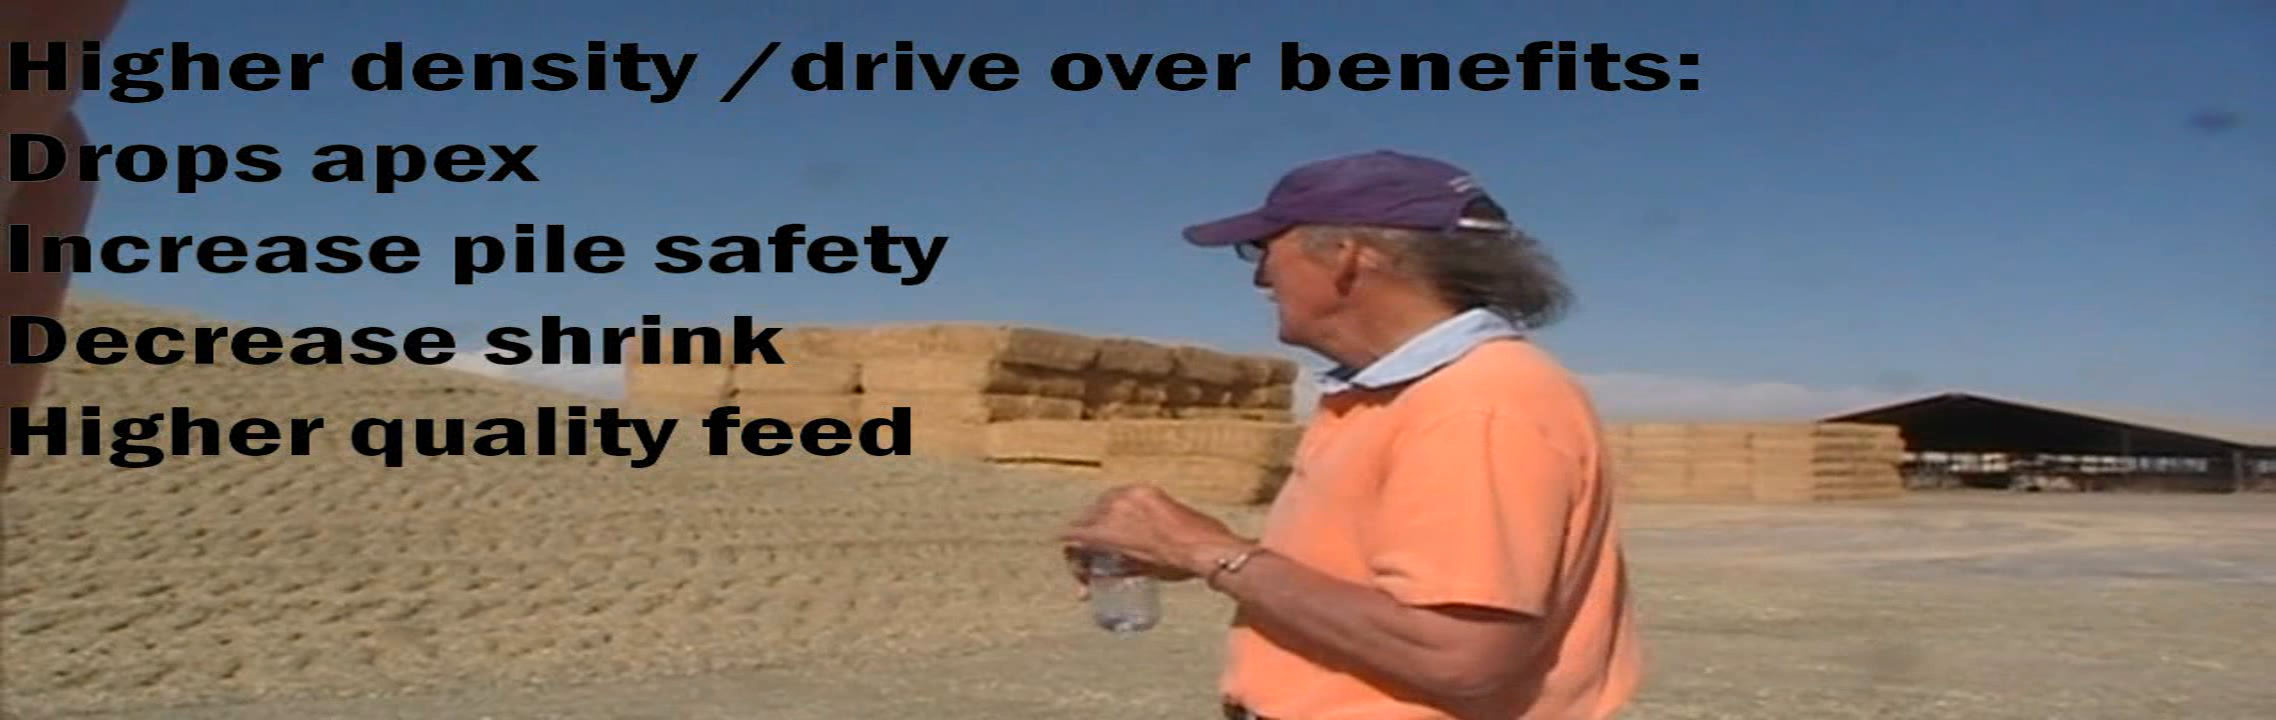 Higher density /drive over benefits:
Drops apex
Increase pile safety
Decrease shrink
Higher quality feed